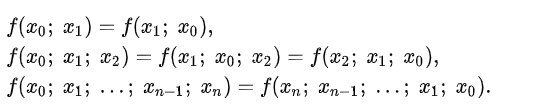 f(x₀; x₁) = f(x₁; x₀),
f(x₀; x₁; x₂) = f(x₁; x₀; x₂) = f(x₂; x₁; x₀),
f(x₀; x₁; …; xₙ₋₁; xₙ) = f(xₙ; xₙ₋₁; …; x₁; x₀).